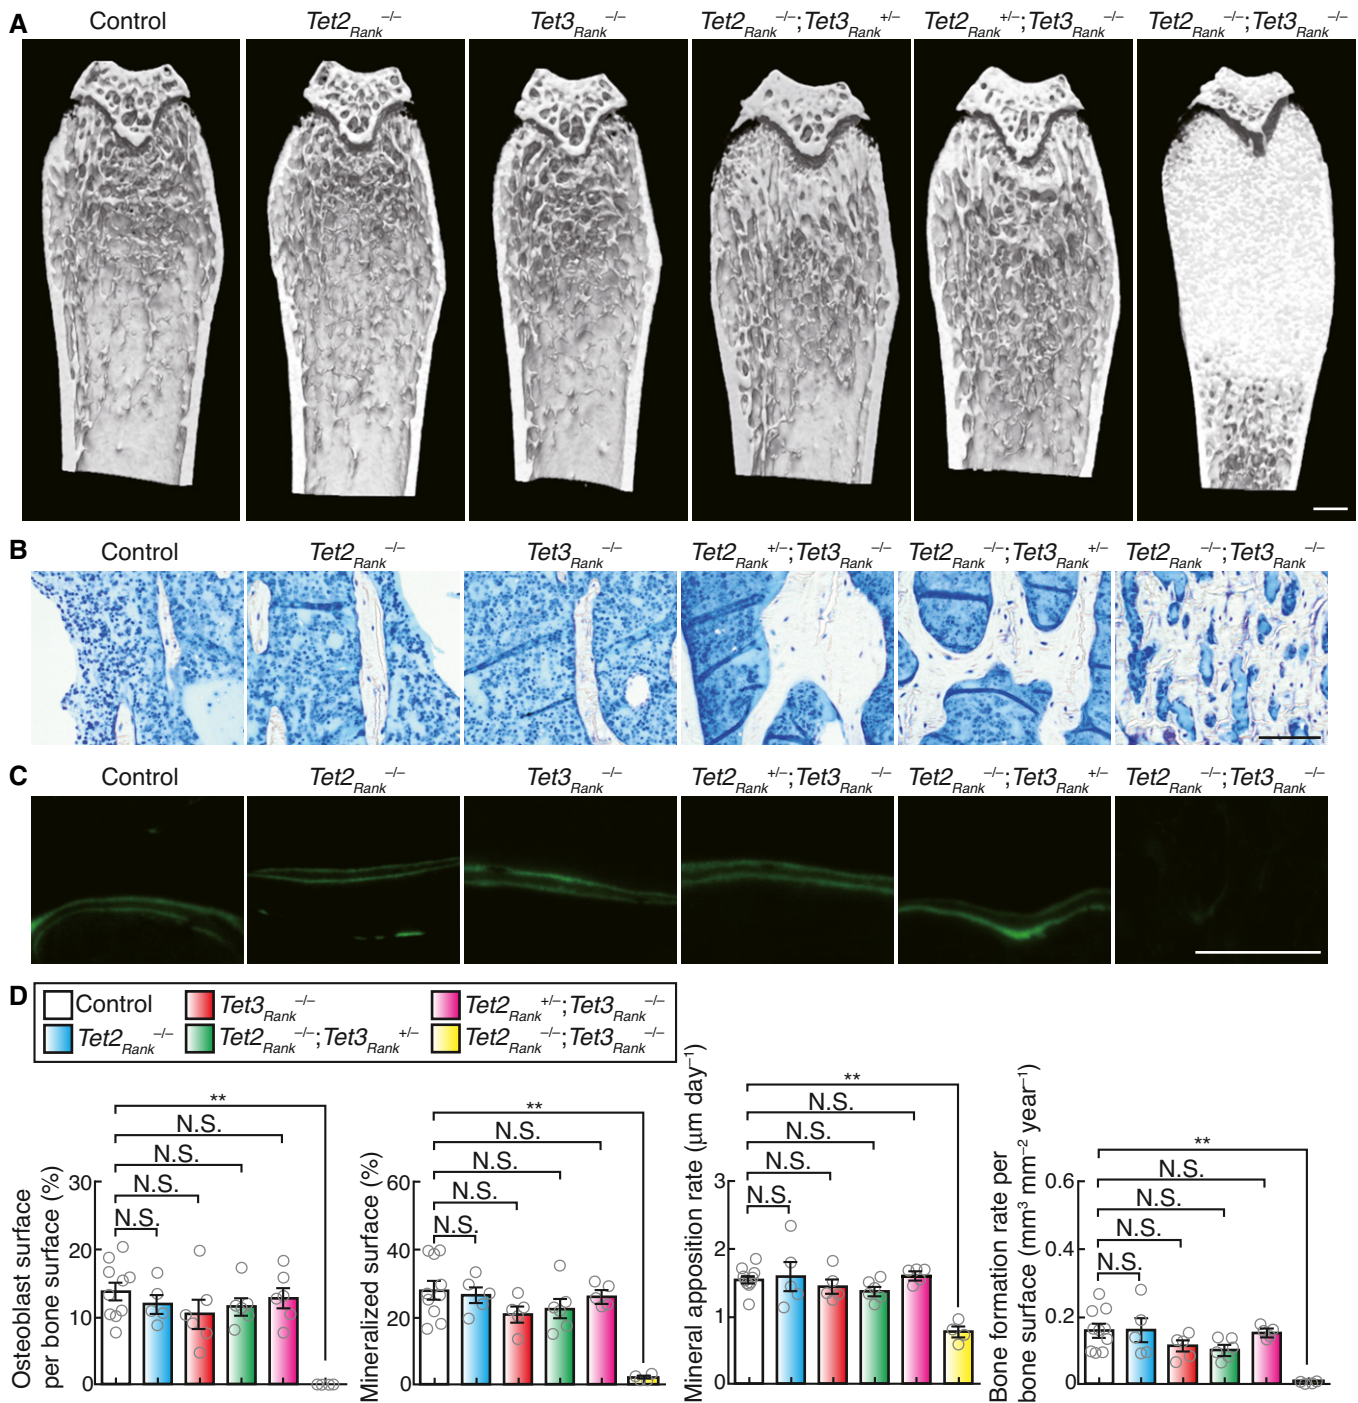 A
Control
Tet2Rank−/−
Tet3Rank−/−
Tet2Rank−/−;Tet3Rank+/−
Tet2Rank+/−;Tet3Rank−/−
Tet2Rank−/−;Tet3Rank−/−
B
Control
Tet2Rank−/−
Tet3Rank−/−
Tet2Rank+/−;Tet3Rank−/−
Tet2Rank−/−;Tet3Rank+/−
Tet2Rank−/−;Tet3Rank−/−
C
Control
Tet2Rank−/−
Tet3Rank−/−
Tet2Rank+/−;Tet3Rank−/−
Tet2Rank−/−;Tet3Rank+/−
Tet2Rank−/−;Tet3Rank−/−
D
Control
Tet3Rank−/−
Tet2Rank+/−;Tet3Rank−/−
Tet2Rank−/−
Tet2Rank−/−;Tet3Rank+/−
Tet2Rank−/−;Tet3Rank−/−
Osteoblast surface
per bone surface (%)
30
20
10
0
**
N.S.
N.S.
N.S.
N.S.
Mineralized surface (%)
60
40
20
0
**
N.S.
N.S.
N.S.
N.S.
Mineral apposition rate (μm day−1)
3
2
1
0
**
N.S.
N.S.
N.S.
N.S.
Bone formation rate per
bone surface (mm3 mm−2 year−1)
0.6
0.4
0.2
0
**
N.S.
N.S.
N.S.
N.S.